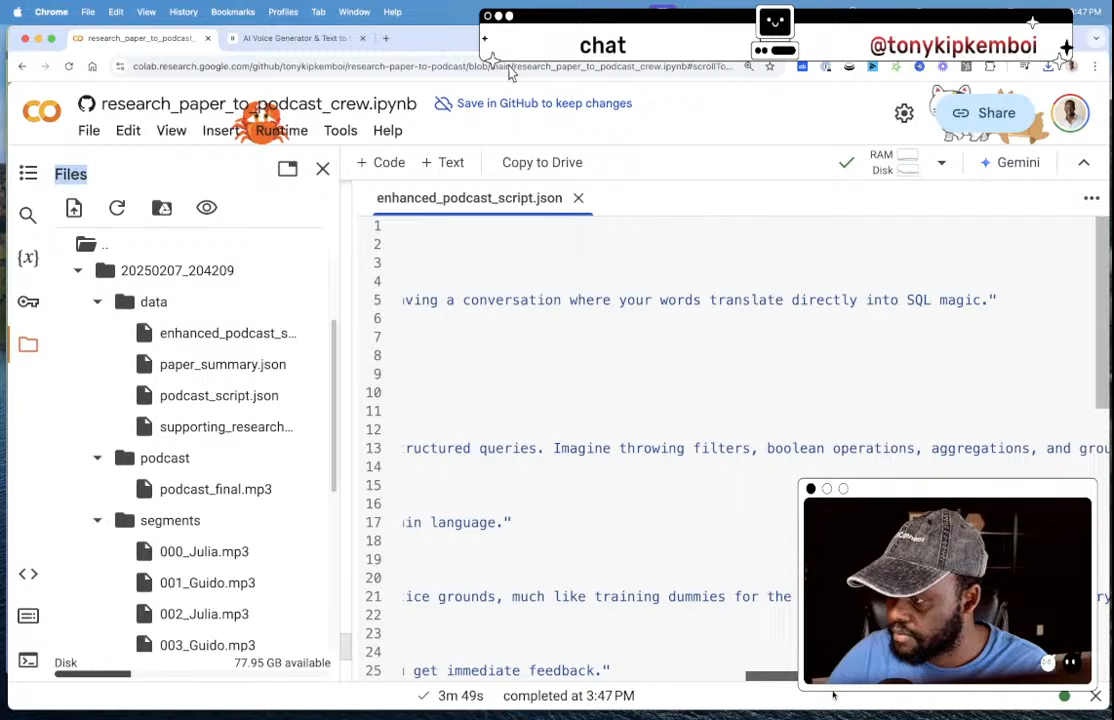 Chrome File Edit View History Bookmarks Profiles Tab Window Help
:47PM
research_paper_to_podcast_
AI Voice Generator & Text to
chat
@tonykipkemboi
colab.research.google.com/github/tonykipkemboi/research-paper-to-podcast/blob/main/research_paper_to_podcast_crew.ipynb#scrollTo...
research_paper_to_podcast_crew.ipynb
Save in GitHub to keep changes
Share
File Edit View Insert Runtime Tools Help
Files
+ Code + Text Copy to Drive
RAM
Disk
Gemini
enhanced_podcast_script.json
..
20250207_204209
data
enhanced_podcast_s...
paper_summary.json
podcast_script.json
supporting_research...
podcast
podcast_final.mp3
segments
000_Julia.mp3
001_Guido.mp3
002_Julia.mp3
003_Guido.mp3
Disk 77.95 GB available
{x}
1
2
3
4
5 ving a conversation where your words translate directly into SQL magic."
6
7
8
9
10
11
12
13 ructured queries. Imagine throwing filters, boolean operations, aggregations, and grou
14
15
16
17 in language."
18
19
20
21 ice grounds, much like training dummies for the
22
23
24
25 get immediate feedback."
3m 49s completed at 3:47 PM